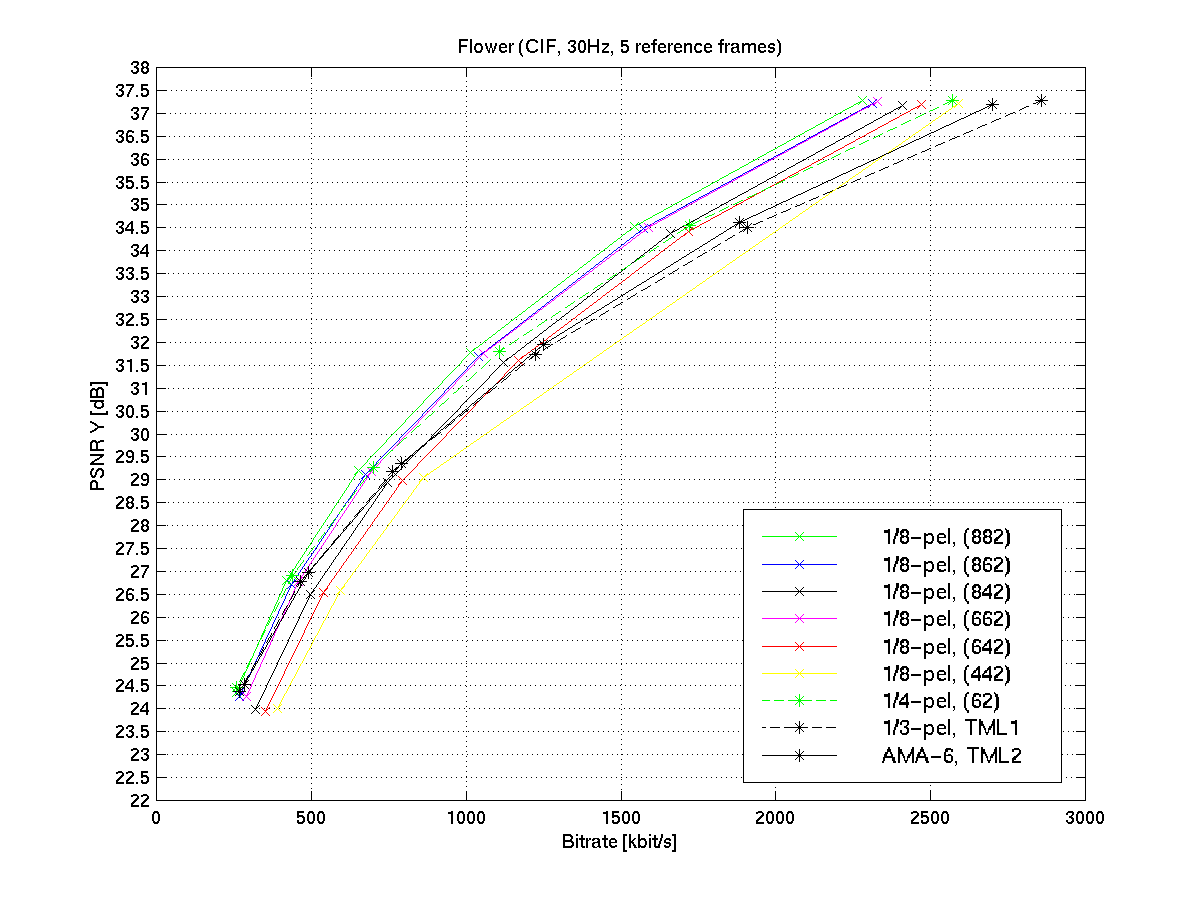 Flower (CIF, 30Hz, 5 reference frames)
38
37.5
37
36.5
36
35.5
35
34.5
34
33.5
33
32.5
32
31.5
31
30.5
30
29.5
29
28.5
28
27.5
27
26.5
26
25.5
25
24.5
24
23.5
23
22.5
22
PSNR Y [dB]
1/8-pel, (882)
1/8-pel, (862)
1/8-pel, (842)
1/8-pel, (662)
1/8-pel, (642)
1/8-pel, (442)
1/4-pel, (62)
1/3-pel, TML1
AMA-6, TML2
0 500 1000 1500 2000 2500 3000
Bitrate [kbit/s]